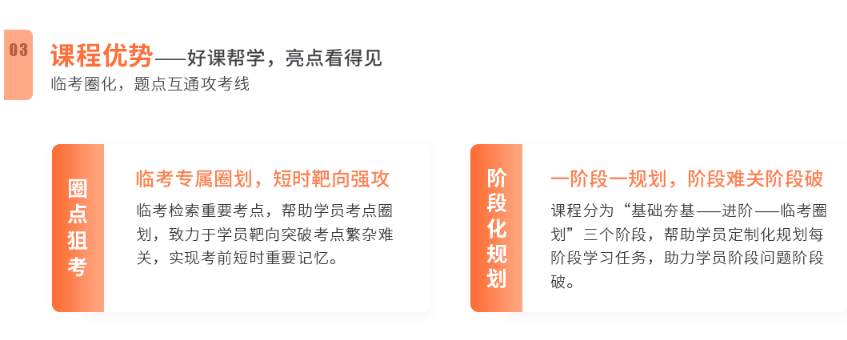 03
课程优势——好课帮学，亮点看得见
临考圈化，题点互通攻考线
圈点狙考
临考专属圈划，短时靶向强攻
临考检索重要考点，帮助学员考点圈
划，致力于学员靶向突破考点繁杂难
关，实现考前短时重要记忆。
阶段化规划
一阶段一规划，阶段难关阶段破
课程分为“基础夯基——进阶——临考圈
划”三个阶段，帮助学员定制化规划每
阶段学习任务，助力学员阶段问题阶段
破。